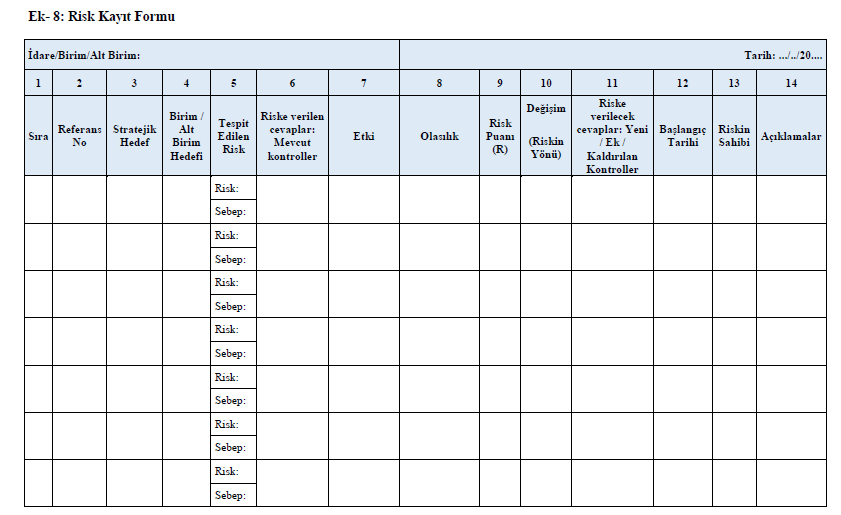 Ek- 8: Risk Kayıt Formu
İdare/Birim/Alt Birim:
Tarih: .../../20....
1 2 3 4 5 6 7 8 9 10 11 12 13 14
Sıra
Referans
No
Stratejik
Hedef
Birim /
Alt
Birim
Hedefi
Tespit
Edilen
Risk
Riske verilen
cevaplar:
Mevcut
kontroller
Etki
Olasılık
Risk
Puanı
(R)
Değişim
(Riskin
Yönü)
Riske
verilecek
cevaplar: Yeni
/ Ek /
Kaldırılan
Kontroller
Başlangıç
Tarihi
Riskin
Sahibi
Açıklamalar
Risk:
Sebep:
Risk:
Sebep:
Risk:
Sebep:
Risk:
Sebep:
Risk:
Sebep:
Risk:
Sebep:
Risk:
Sebep: